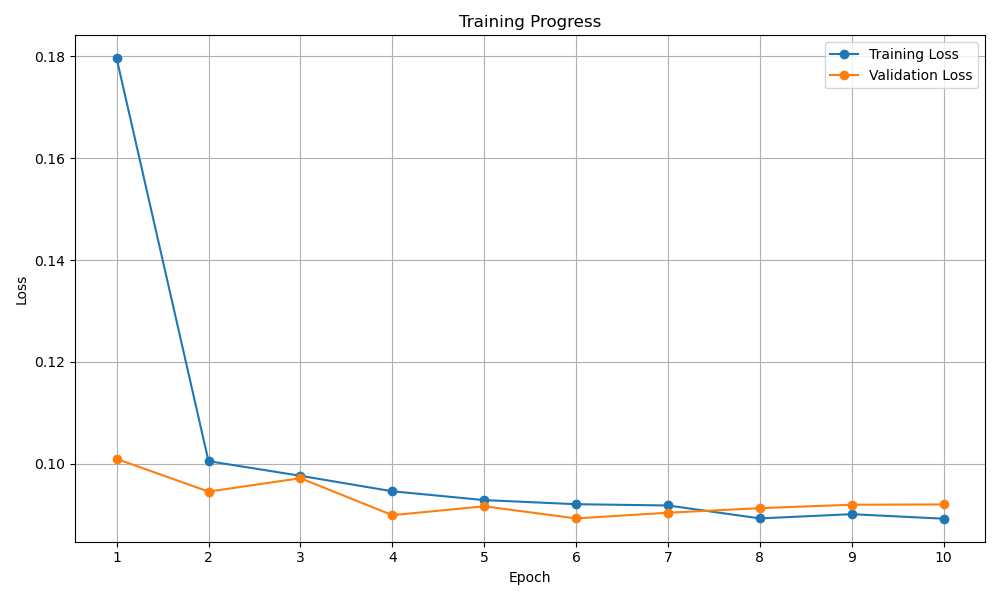 Training Progress
Training Loss
Validation Loss
0.18
0.16
0.14
0.12
0.10
Loss
1 2 3 4 5 6 7 8 9 10
Epoch